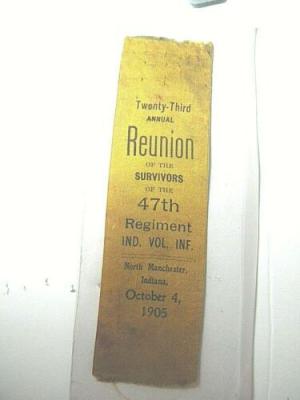 Twenty-Third
ANNUAL
Reunion
OF THE
SURVIVORS
OF THE
47th
Regiment
IND. VOL. INF.
North Manchester,
Indiana,
October 4,
1905